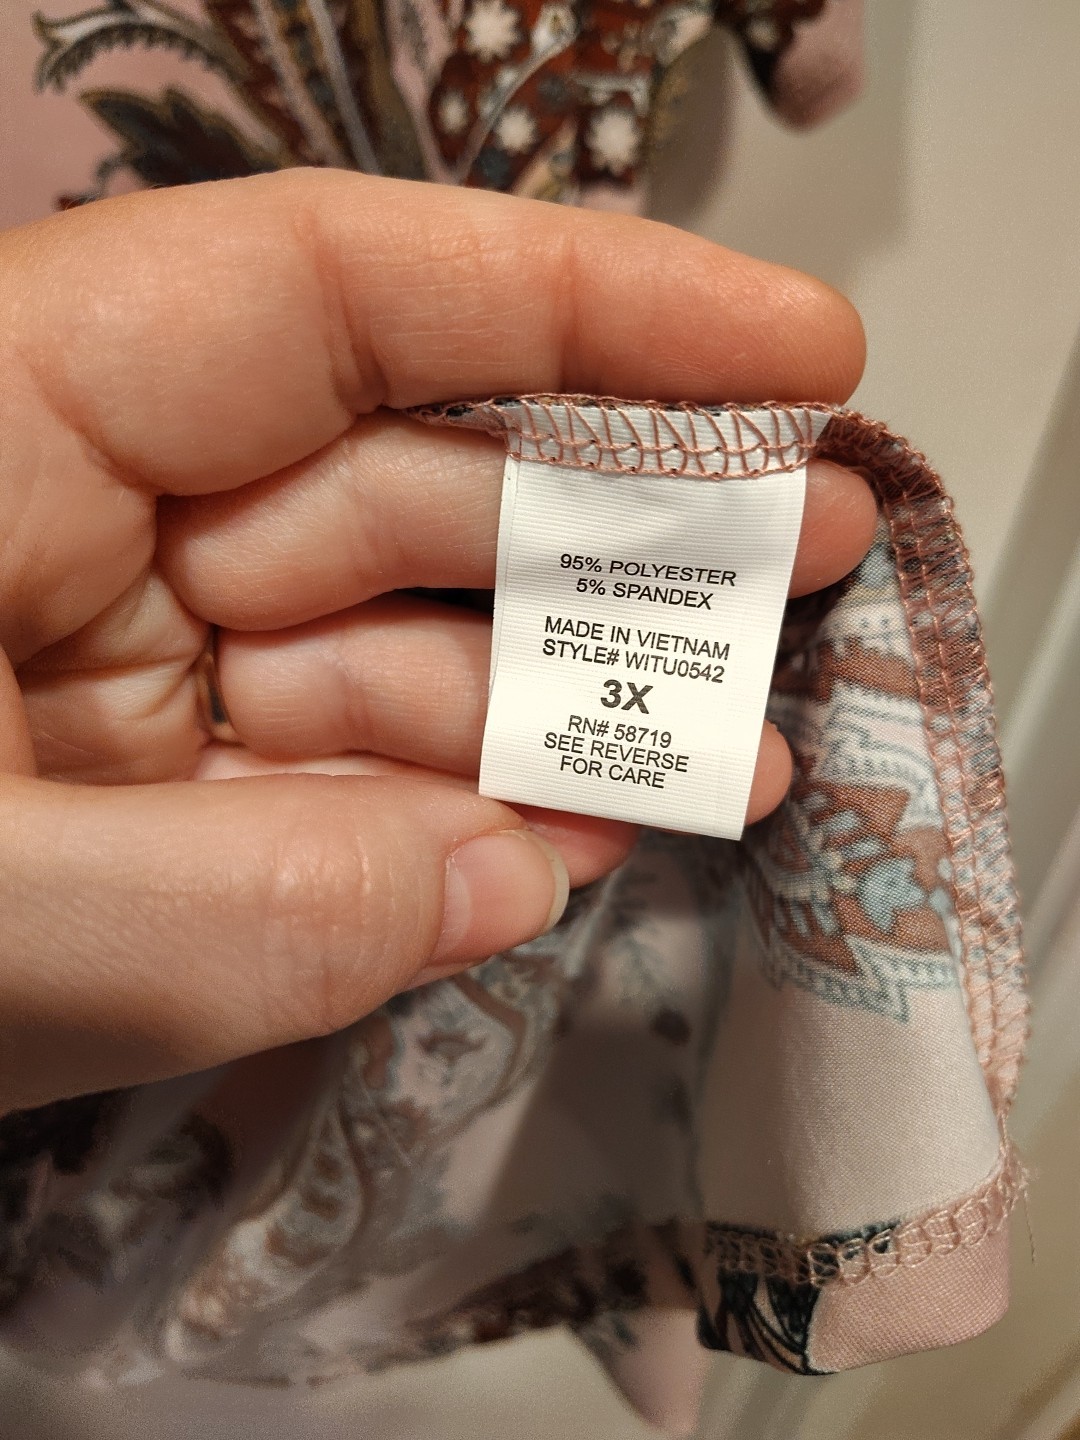 95% POLYESTER
5% SPANDEX
MADE IN VIETNAM
STYLE# WITU0542
3X
RN# 58719
SEE REVERSE
FOR CARE